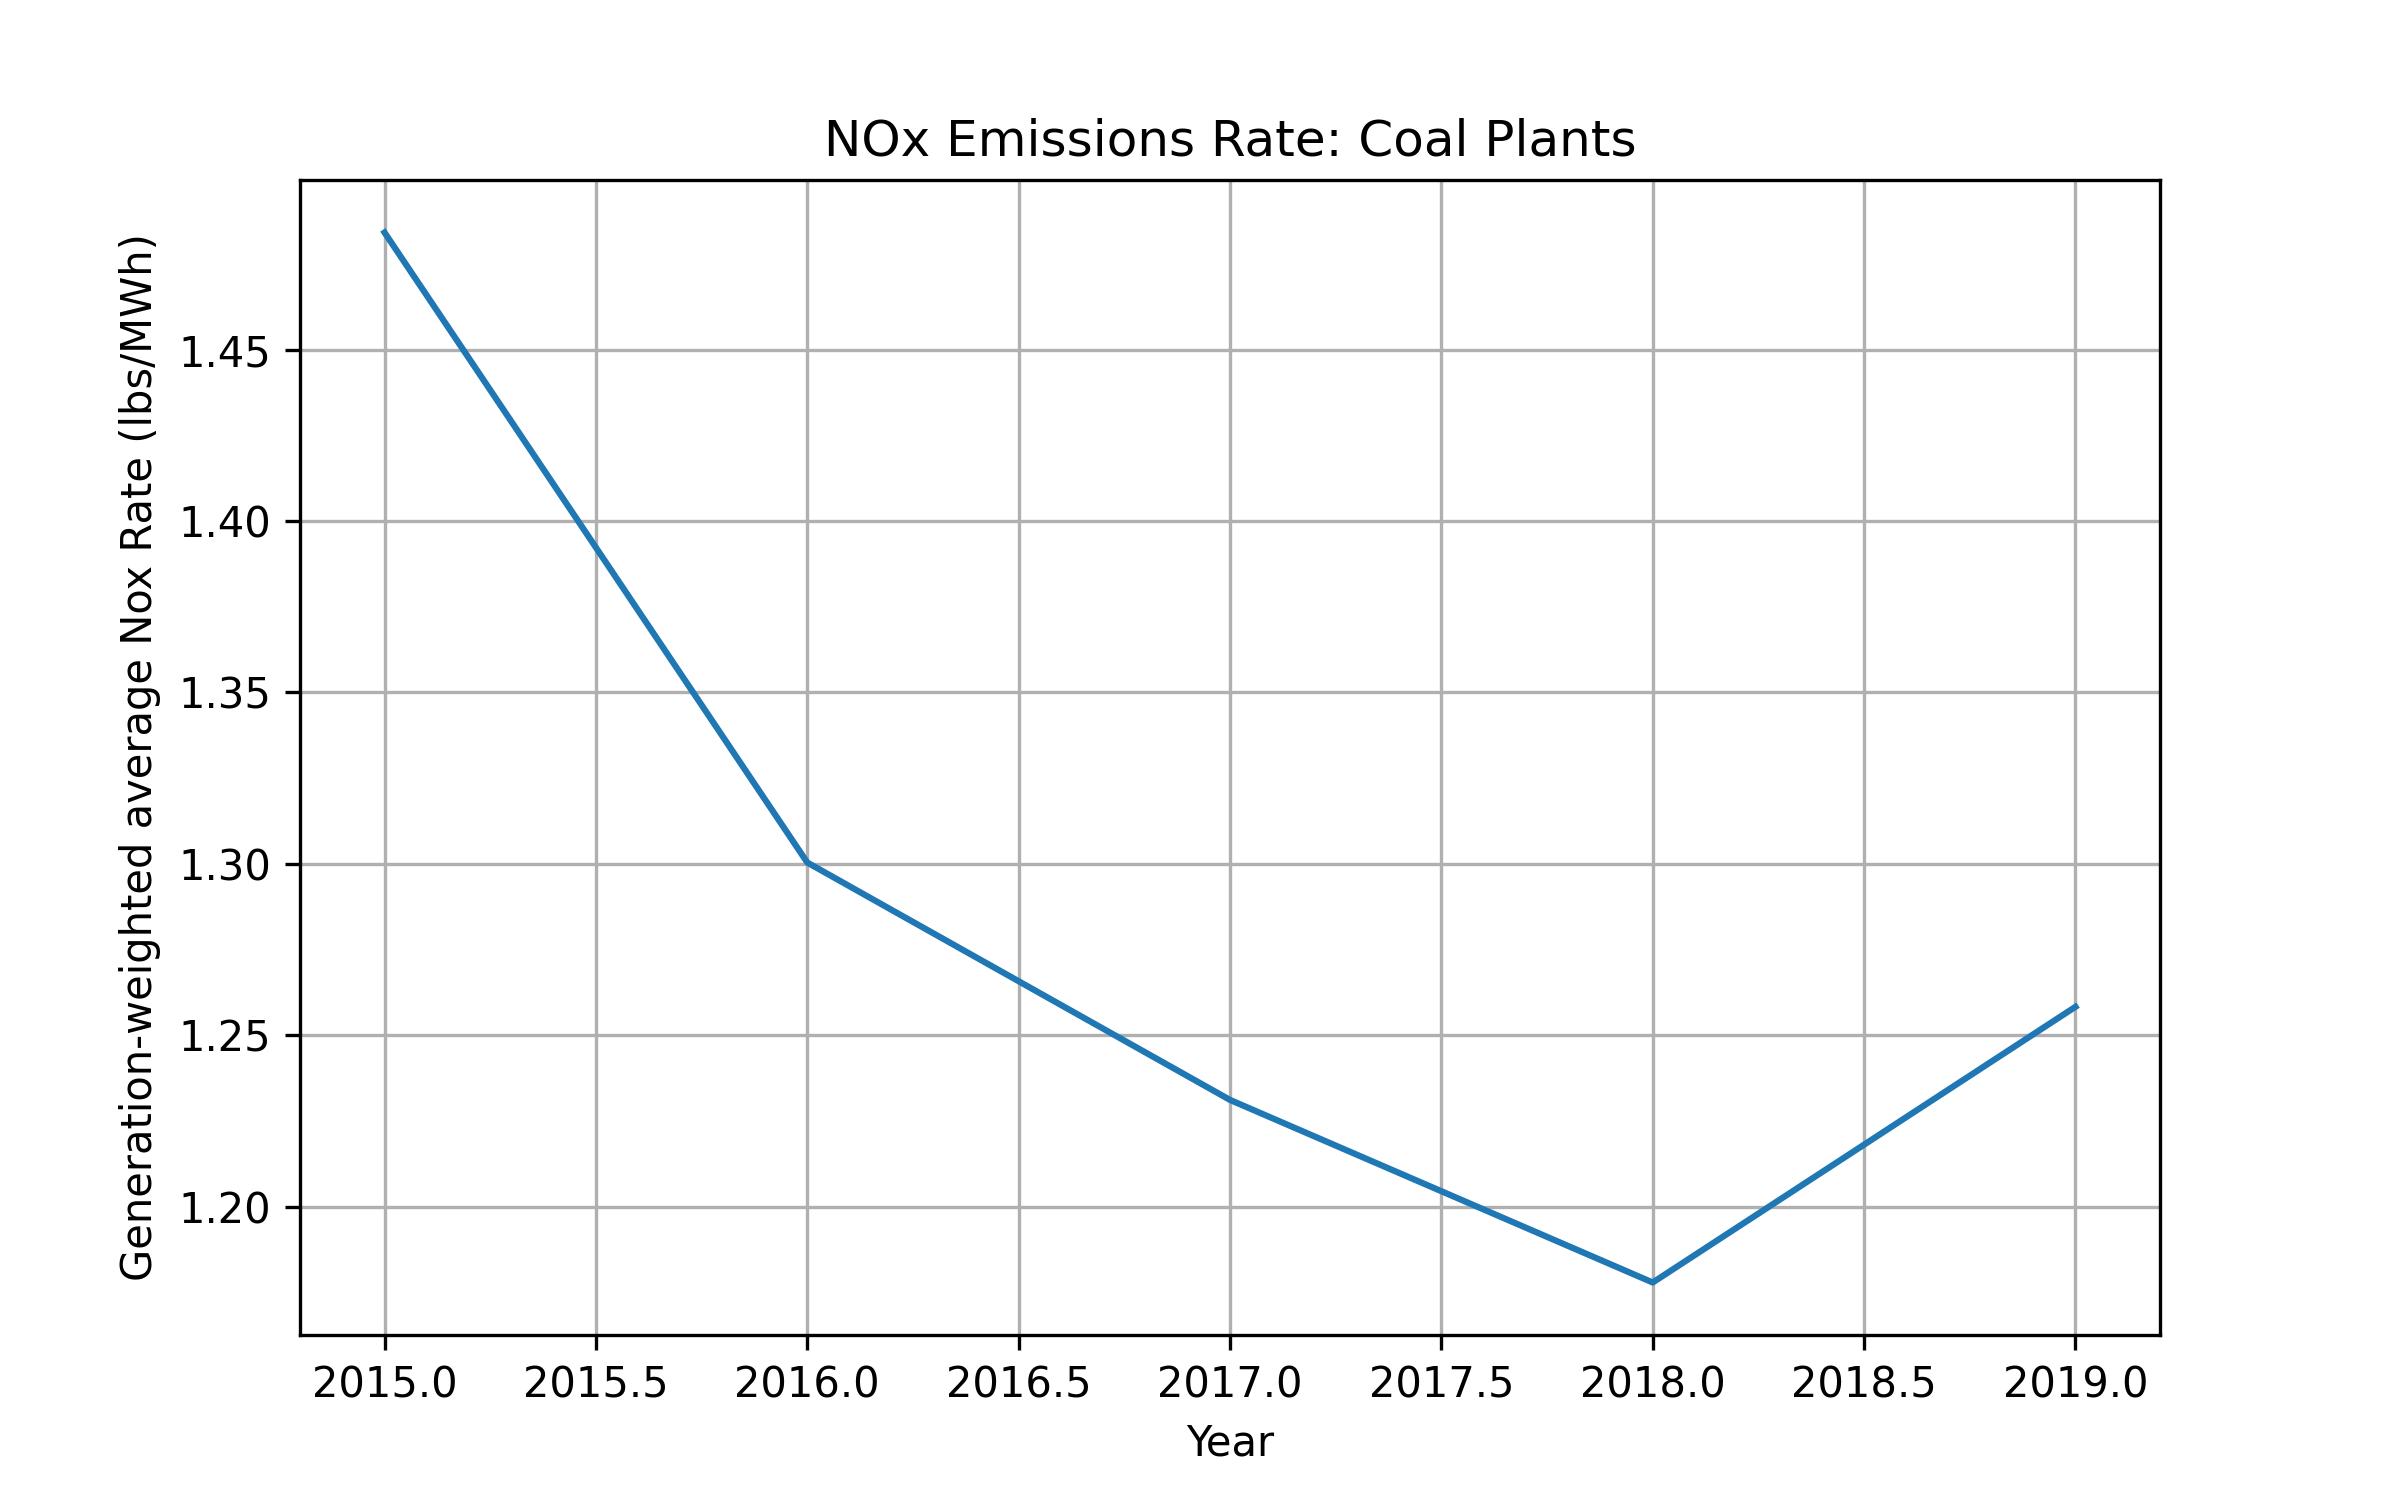 NOx Emissions Rate: Coal Plants
Generation-weighted average Nox Rate (lbs/MWh)
1.45
1.40
1.35
1.30
1.25
1.20
2015.0 2015.5 2016.0 2016.5 2017.0 2017.5 2018.0 2018.5 2019.0
Year